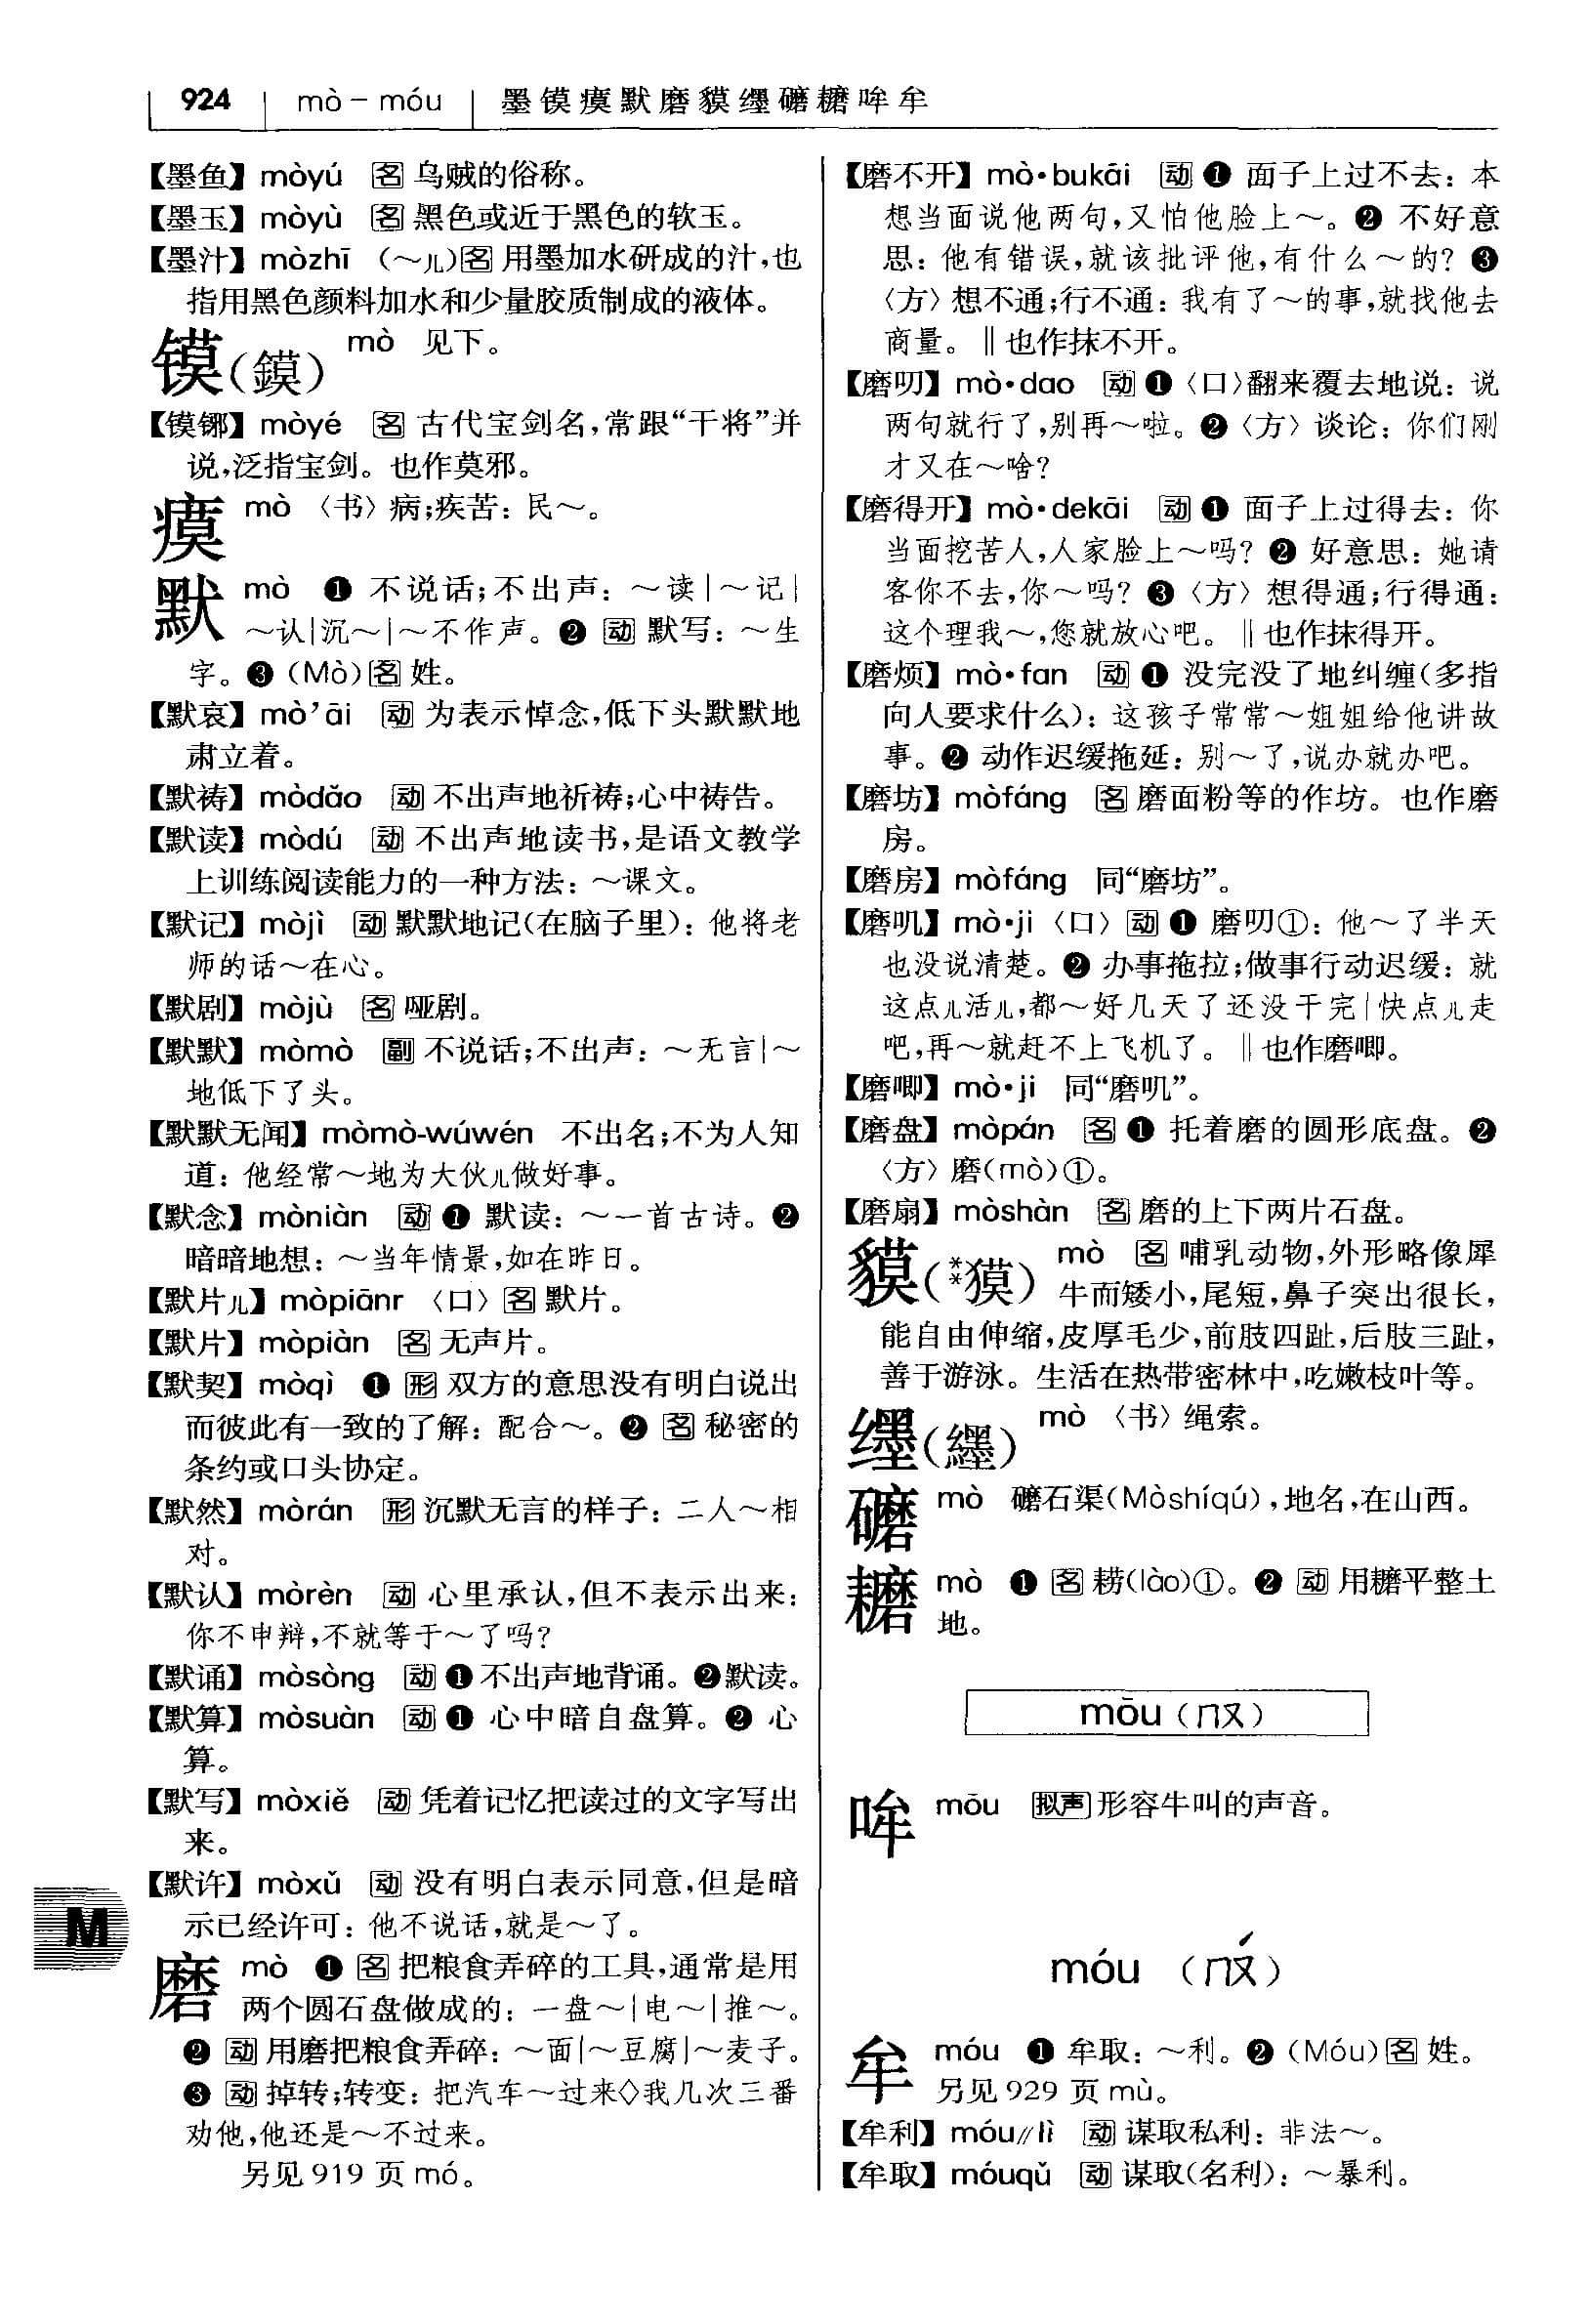 924 mò－móu 墨镆瘼默磨貘纆礳耱哞牟
【墨鱼】mòyú 名 乌贼的俗称。
【墨玉】mòyù 名 黑色或近于黑色的软玉。
【墨汁】mòzhī （～儿）名 用墨加水研成的汁，也
指用黑色颜料加水和少量胶质制成的液体。
镆（鏌） mò 见下。
【镆铘】mòyé 名 古代宝剑名，常跟“干将”并
说，泛指宝剑。也作莫邪。
瘼 mò 〈书〉病；疾苦：民～。
默 mò ❶ 不说话；不出声：～读|～记|
～认|沉～|～不作声。❷ 动 默写：～生
字。❸（Mò）名 姓。
【默哀】mò’āi 动 为表示悼念，低下头默默地
肃立着。
【默祷】mòdǎo 动 不出声地祈祷；心中祷告。
【默读】mòdú 动 不出声地读书，是语文教学
上训练阅读能力的一种方法：～课文。
【默记】mòjì 动 默默地记（在脑子里）：他将老
师的话～在心。
【默剧】mòjù 名 哑剧。
【默默】mòmò 副 不说话；不出声：～无言|～
地低下了头。
【默默无闻】mòmò-wúwén 不出名；不为人知
道：他经常～地为大伙儿做好事。
【默念】mòniàn 动 ❶ 默读：～一首古诗。❷
暗暗地想：～当年情景，如在昨日。
【默片儿】mòpiānr 〈口〉名 默片。
【默片】mòpiàn 名 无声片。
【默契】mòqì ❶ 形 双方的意思没有明白说出
而彼此有一致的了解：配合～。❷ 名 秘密的
条约或口头协定。
【默然】mòrán 形 沉默无言的样子：二人～相
对。
【默认】mòrèn 动 心里承认，但不表示出来：
你不申辩，不就等于～了吗？
【默诵】mòsòng 动 ❶不出声地背诵。❷默读。
【默算】mòsuàn 动 ❶ 心中暗自盘算。❷ 心
算。
【默写】mòxiě 动 凭着记忆把读过的文字写出
来。
【默许】mòxǔ 动 没有明白表示同意，但是暗
示已经许可：他不说话，就是～了。
M
磨 mò ❶ 名 把粮食弄碎的工具，通常是用
两个圆石盘做成的：一盘～|电～|推～。
❷ 动 用磨把粮食弄碎：～面|～豆腐|～麦子。
❸ 动 掉转；转变：把汽车～过来◇我几次三番
劝他，他还是～不过来。
另见 919 页 mó。
【磨不开】mò·bukāi 动 ❶ 面子上过不去：本
想当面说他两句，又怕他脸上～。❷ 不好意
思：他有错误，就该批评他，有什么～的？❸
〈方〉想不通；行不通：我有了～的事，就找他去
商量。‖也作抹不开。
【磨叨】mò·dao 动 ❶〈口〉翻来覆去地说：说
两句就行了，别再～啦。❷〈方〉谈论：你们刚
才又在～啥？
【磨得开】mò·dekāi 动 ❶ 面子上过得去：你
当面挖苦人，人家脸上～吗？❷ 好意思：她请
客你不去，你～吗？❸〈方〉想得通；行得通：
这个理我～，您就放心吧。‖也作抹得开。
【磨烦】mò·fan 动 ❶ 没完没了地纠缠（多指
向人要求什么）：这孩子常常～姐姐给他讲故
事。❷ 动作迟缓拖延：别～了，说办就办吧。
【磨坊】mòfáng 名 磨面粉等的作坊。也作磨
房。
【磨房】mòfáng 同“磨坊”。
【磨叽】mò·ji 〈口〉动 ❶ 磨叨①：他～了半天
也没说清楚。❷ 办事拖拉；做事行动迟缓：就
这点儿活儿，都～好几天了还没干完|快点儿走
吧，再～就赶不上飞机了。‖也作磨唧。
【磨唧】mò·ji 同“磨叽”。
【磨盘】mòpán 名 ❶ 托着磨的圆形底盘。❷
〈方〉磨（mò）①。
【磨扇】mòshàn 名 磨的上下两片石盘。
貘（**獏） mò 名 哺乳动物，外形略像犀
牛而矮小，尾短，鼻子突出很长，
能自由伸缩，皮厚毛少，前肢四趾，后肢三趾，
善于游泳。生活在热带密林中，吃嫩枝叶等。
纆（纆） mò 〈书〉绳索。
礳 mò 礳石渠（Mòshíqú），地名，在山西。
耱 mò ❶ 名 耢（lào）①。❷ 动 用耱平整土
地。
mōu（ㄇㄡ）
哞 mōu 拟声 形容牛叫的声音。
móu（ㄇㄡˊ）
牟 móu ❶ 牟取：～利。❷（Móu）名 姓。
另见 929 页 mù。
【牟利】móu∥lì 动 谋取私利：非法～。
【牟取】móuqǔ 动 谋取（名利）：～暴利。